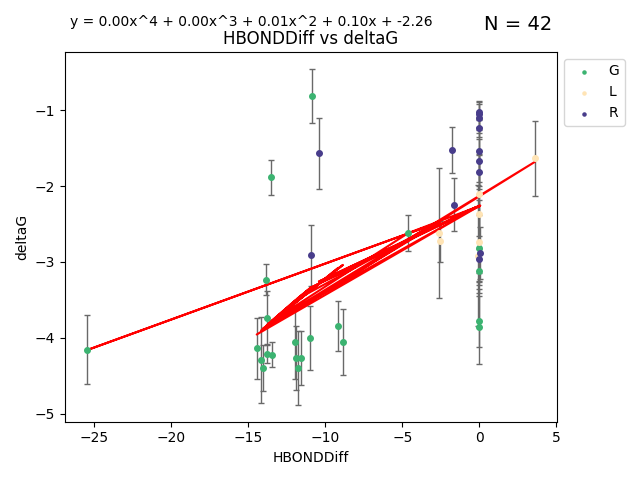 y = 0.00x^4 + 0.00x^3 + 0.01x^2 + 0.10x + -2.26
N = 42
HBONDDiff vs deltaG
G
L
R
−1
−2
−3
−4
−5
deltaG
−25
−20
−15
−10
−5
0
5
HBONDDiff